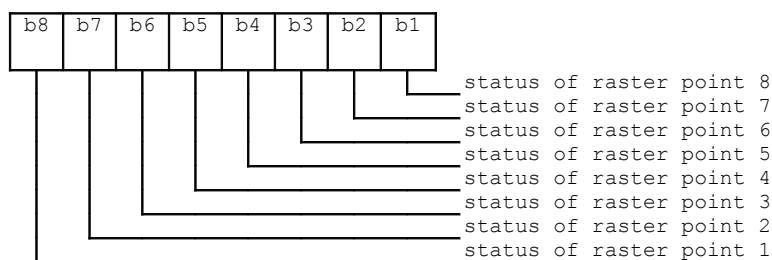 b8 b7 b6 b5 b4 b3 b2 b1
status of raster point 8
status of raster point 7
status of raster point 6
status of raster point 5
status of raster point 4
status of raster point 3
status of raster point 2
status of raster point 1